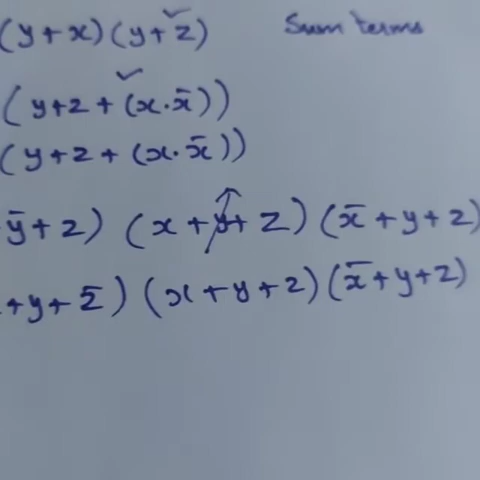 (y+x)(y+z) Sum terms
(y+z+(x·x̄))
(y+z+(x·x̄))
ȳ+z) (x+y+z) (x̄+y+z)
+y+z̄) (x+y+z) (x̄+y+z)